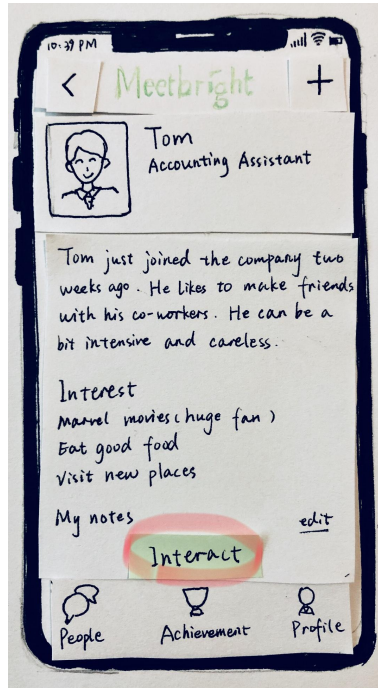 10:39 PM
< Meetbright +
Tom
Accounting Assistant
Tom just joined the company two
weeks ago. He likes to make friends
with his co-workers. He can be a
bit intensive and careless.
Interest
Marvel movies (huge fan)
Eat good food
Visit new places
My notes edit
Interact
People Achievement Profile